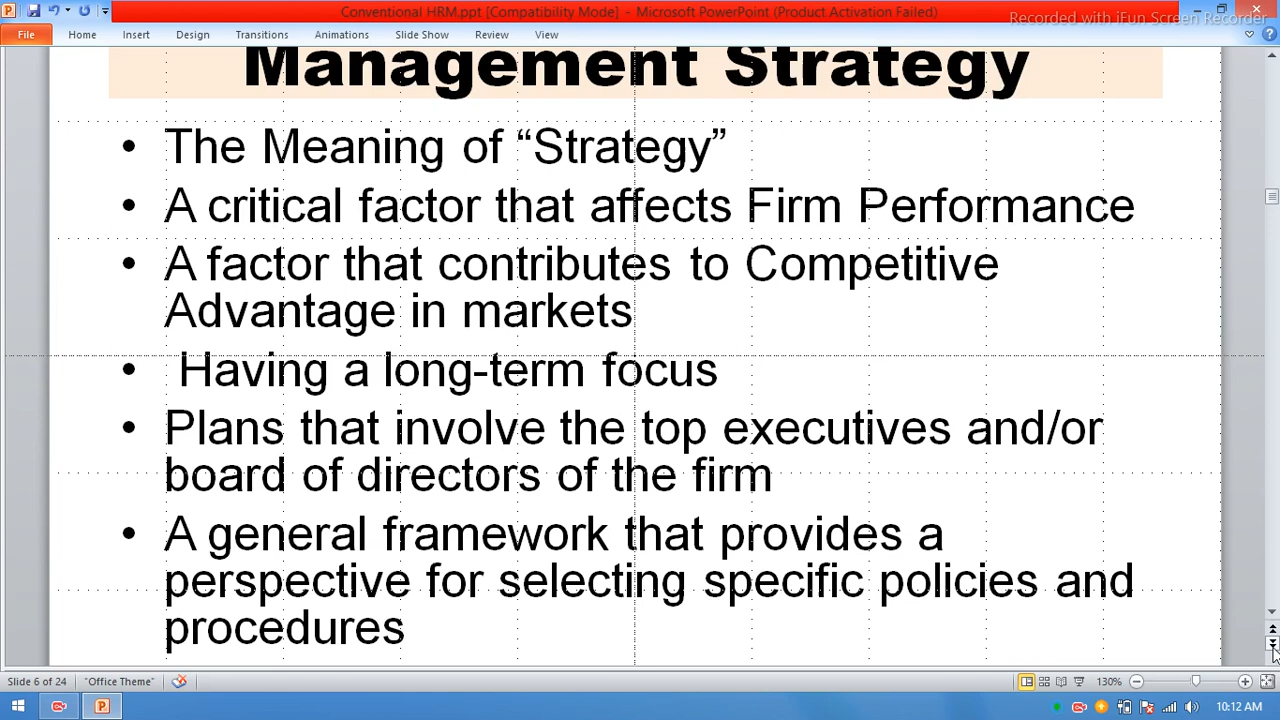 Conventional HRM.ppt [Compatibility Mode] - Microsoft PowerPoint (Product Activation Failed)
Recorded with iFun Screen Recorder
File Home Insert Design Transitions Animations Slide Show Review View
Management Strategy
• The Meaning of “Strategy”
• A critical factor that affects Firm Performance
• A factor that contributes to Competitive
Advantage in markets
• Having a long-term focus
• Plans that involve the top executives and/or
board of directors of the firm
• A general framework that provides a
perspective for selecting specific policies and
procedures
Slide 6 of 24 "Office Theme" 130%
10:12 AM